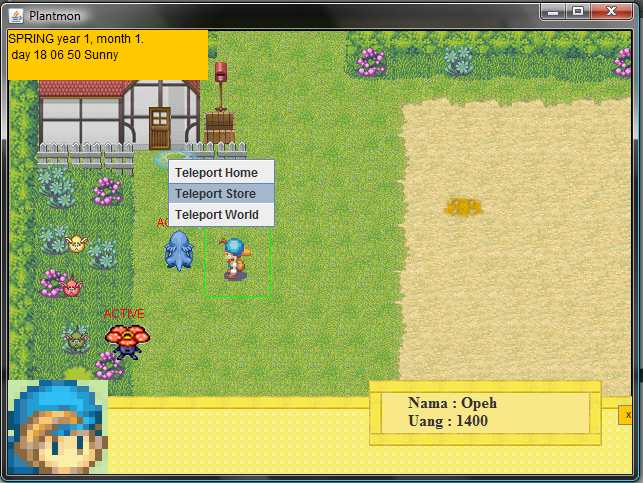 Plantmon
SPRING year 1, month 1.
day 18 06 50 Sunny
Teleport Home
Teleport Store
Teleport World
ACTIVE
Nama : Opeh
Uang : 1400
x